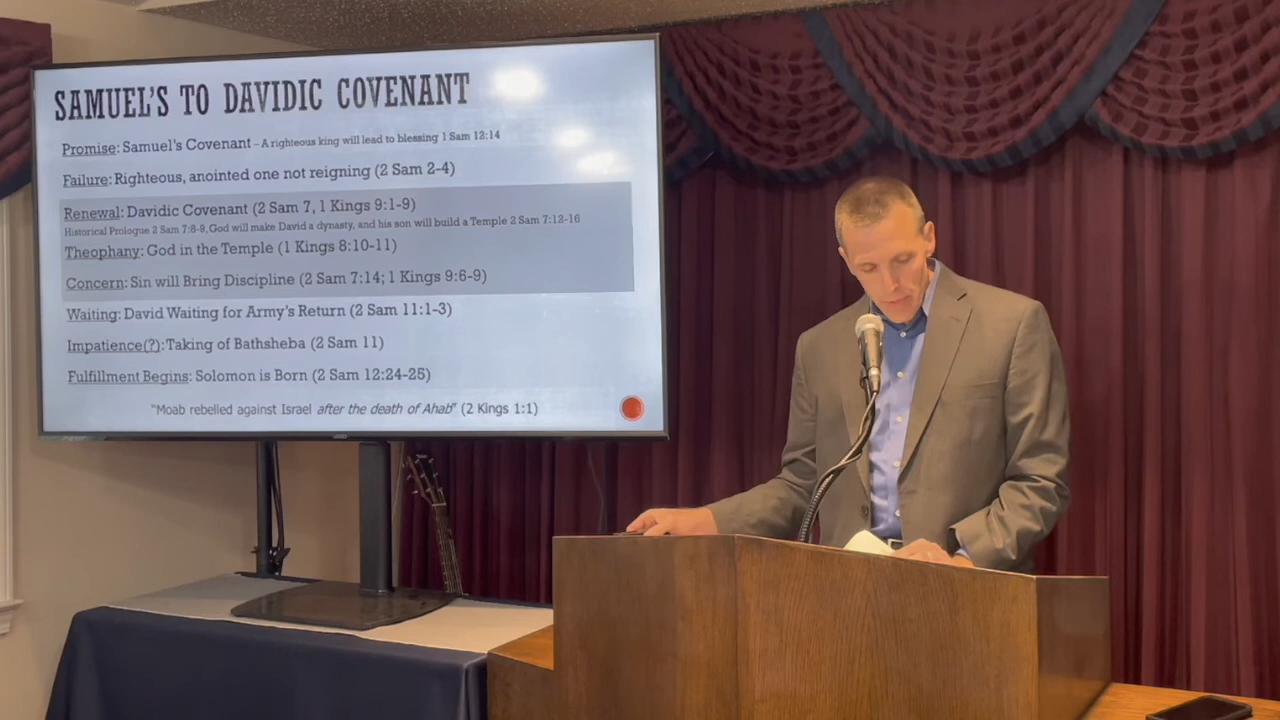 SAMUEL'S TO DAVIDIC COVENANT
Promise: Samuel's Covenant – A righteous king will lead to blessing 1 Sam 12:14
Failure: Righteous, anointed one not reigning (2 Sam 2-4)
Renewal: Davidic Covenant (2 Sam 7, 1 Kings 9:1-9)
Historical Prologue 2 Sam 7:8-9, God will make David a dynasty, and his son will build a Temple 2 Sam 7:12-16
Theophany: God in the Temple (1 Kings 8:10-11)
Concern: Sin will Bring Discipline (2 Sam 7:14; 1 Kings 9:6-9)
Waiting: David Waiting for Army's Return (2 Sam 11:1-3)
Impatience(?): Taking of Bathsheba (2 Sam 11)
Fulfillment Begins: Solomon is Born (2 Sam 12:24-25)
"Moab rebelled against Israel after the death of Ahab" (2 Kings 1:1)